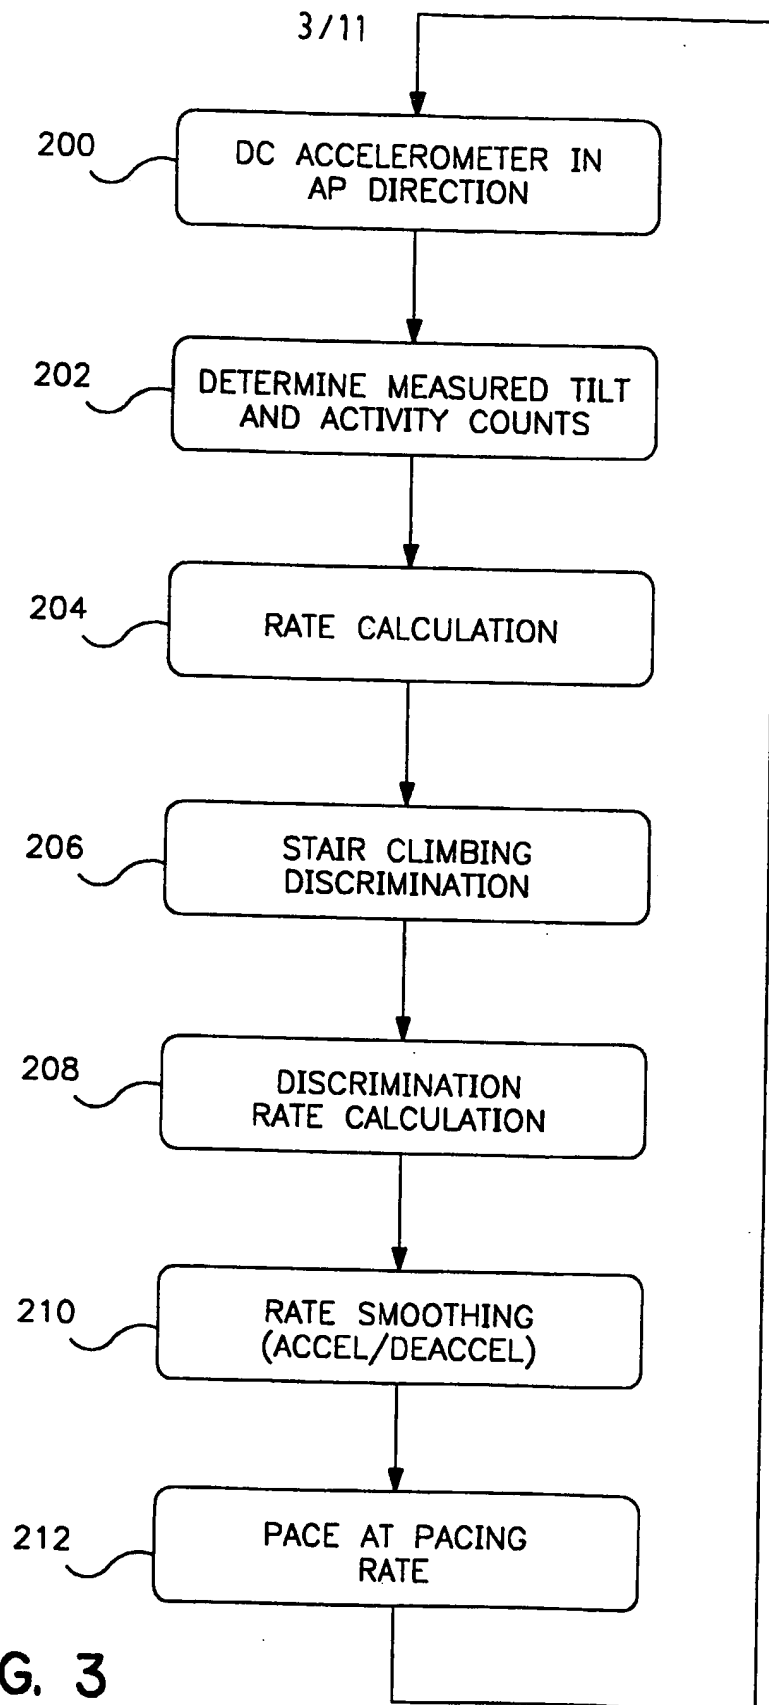 3/11
200
DC ACCELEROMETER IN
AP DIRECTION
202
DETERMINE MEASURED TILT
AND ACTIVITY COUNTS
204
RATE CALCULATION
206
STAIR CLIMBING
DISCRIMINATION
208
DISCRIMINATION
RATE CALCULATION
210
RATE SMOOTHING
(ACCEL/DEACCEL)
212
PACE AT PACING
RATE
G. 3